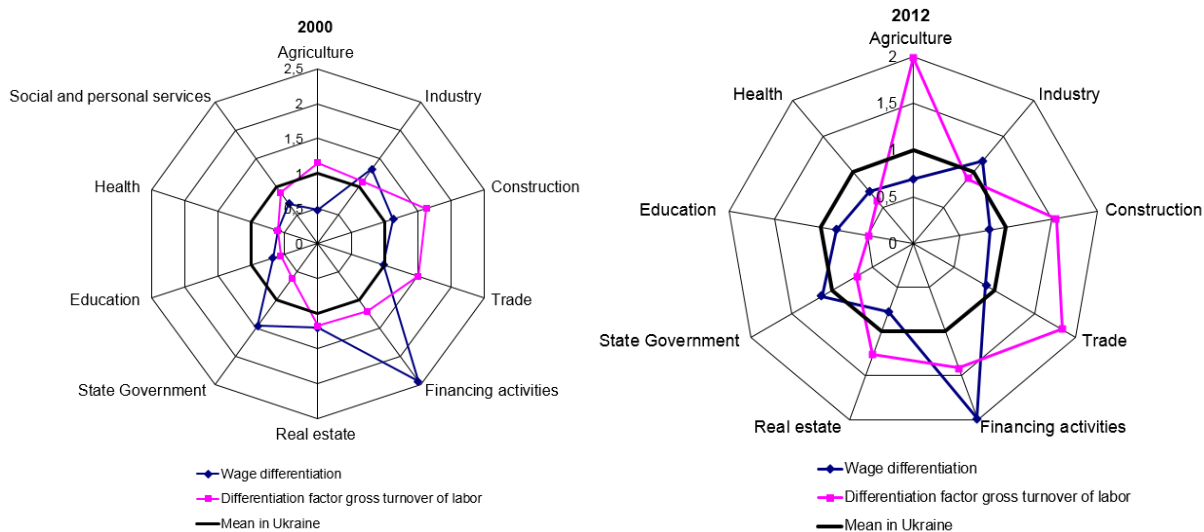 2000
Agriculture
2,5
2
1,5
1
0,5
0
Industry
Construction
Trade
Financing activities
Real estate
State Government
Education
Health
Social and personal services
Wage differentiation
Differentiation factor gross turnover of labor
Mean in Ukraine
2012
Agriculture
2
1,5
1
0,5
0
Industry
Construction
Trade
Financing activities
Real estate
State Government
Education
Health
Wage differentiation
Differentiation factor gross turnover of labor
Mean in Ukraine